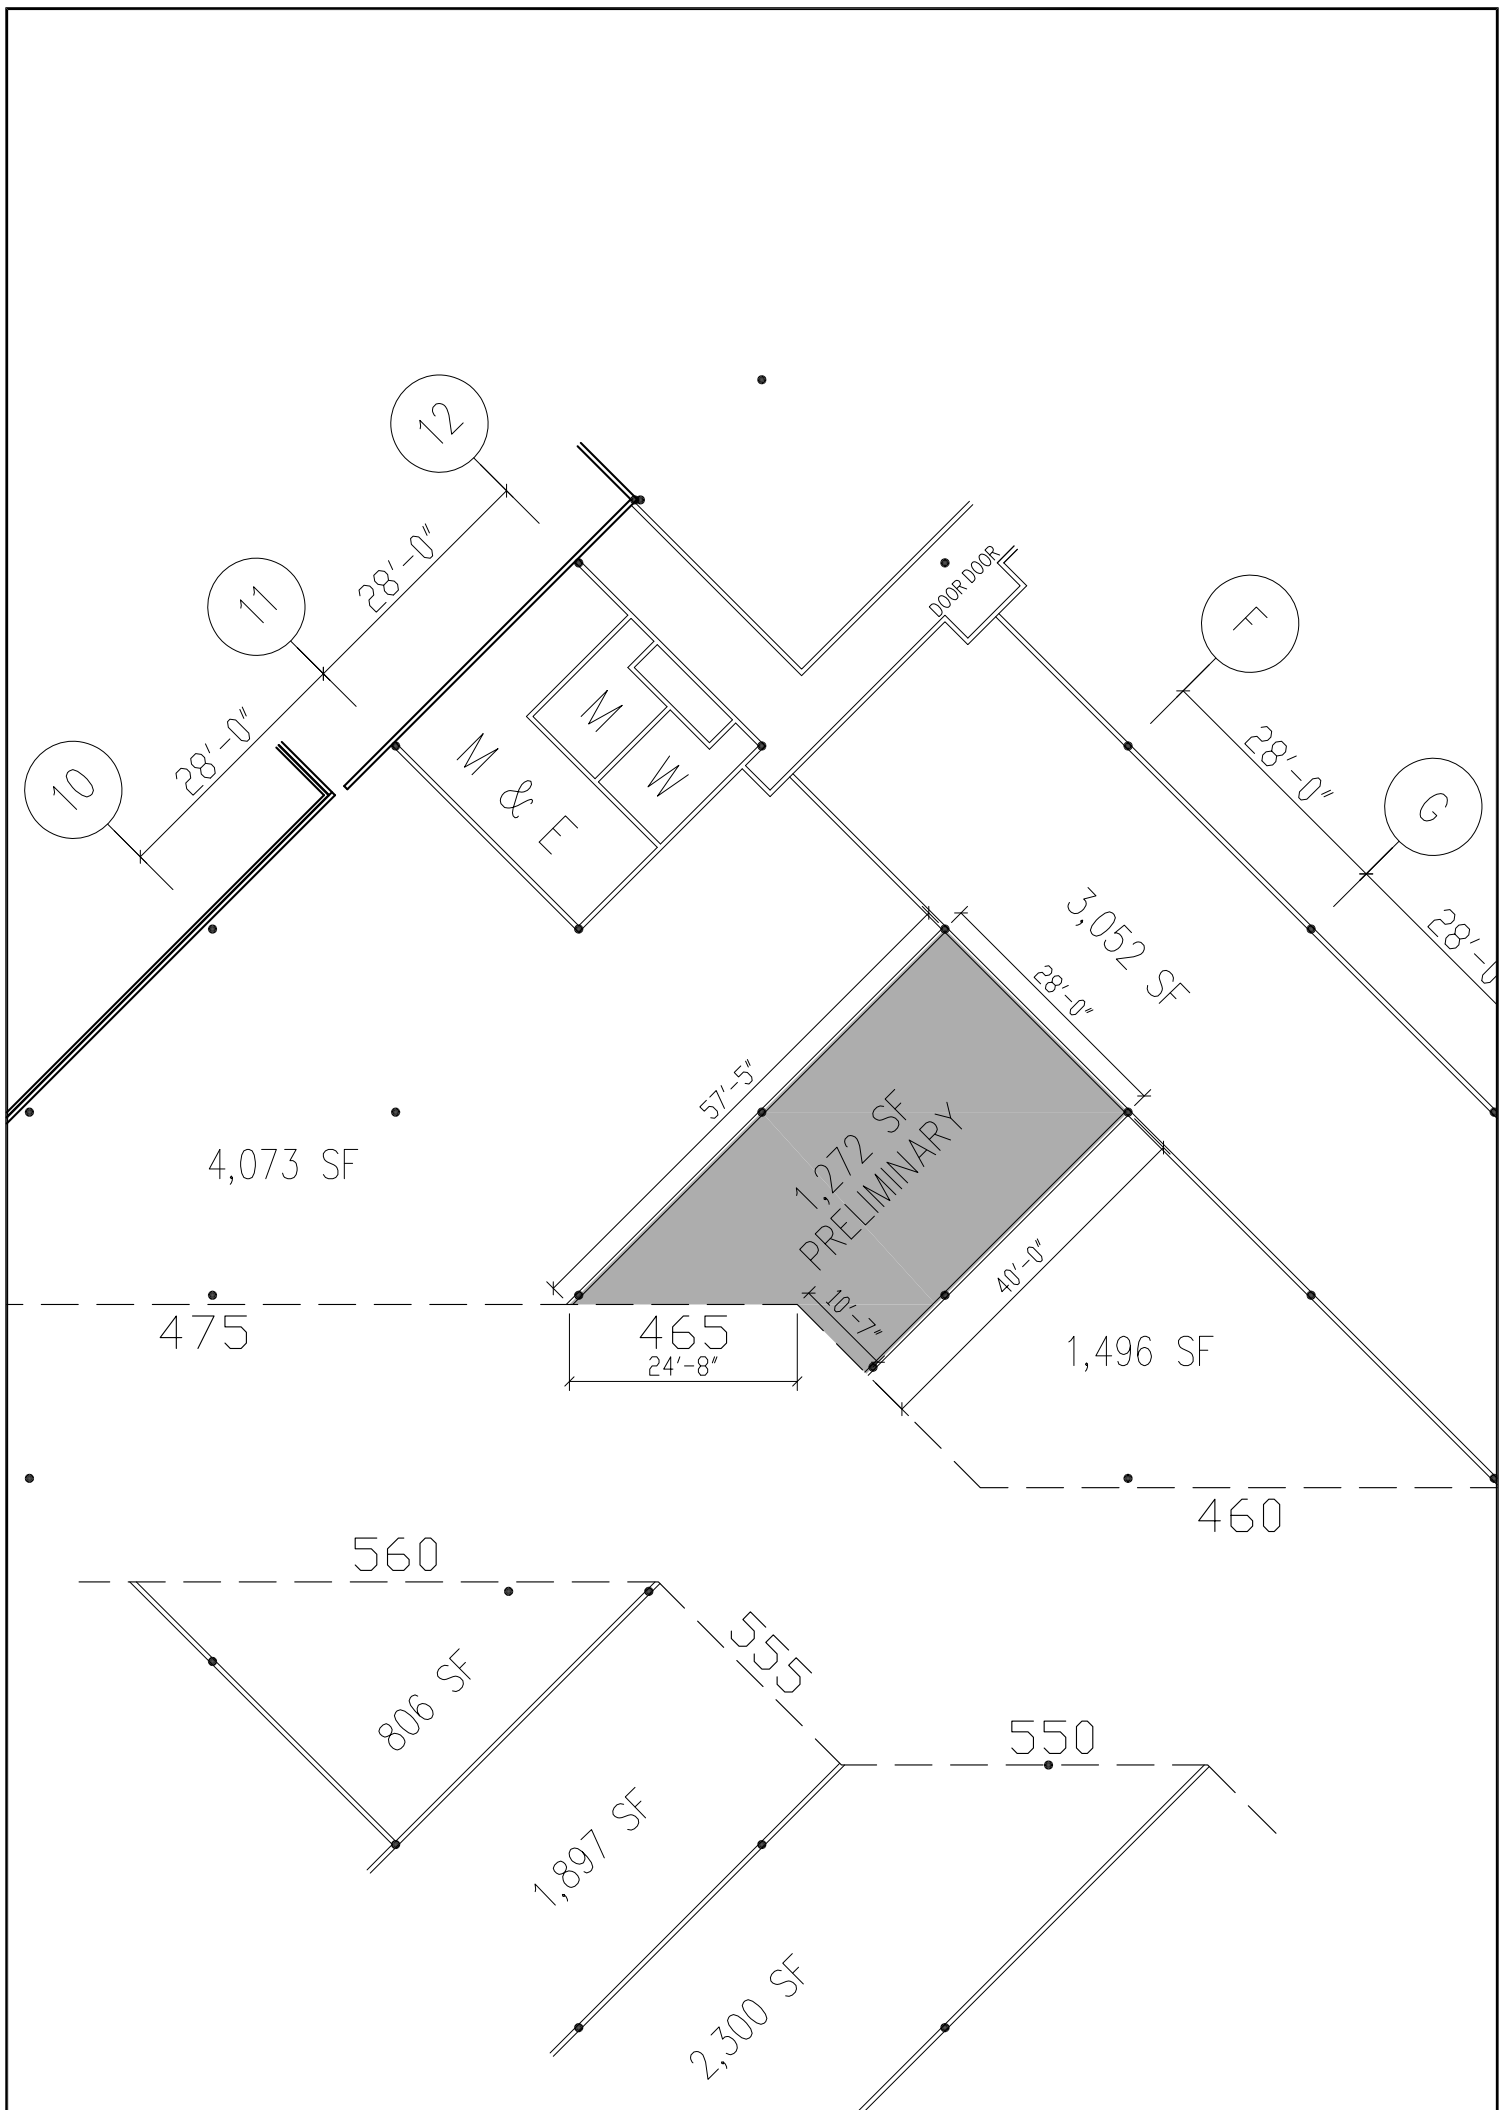 12
28'-0"
11
28'-0"
10
DOOR DOOR
F
28'-0"
G
28'-0
M
W
M & E
3,052 SF
28'-0"
57'-5"
1,272 SF
PRELIMINARY
4,073 SF
40'-0"
10'-7"
475
465
24'-8"
1,496 SF
460
560
555
806 SF
550
1,897 SF
2,300 SF